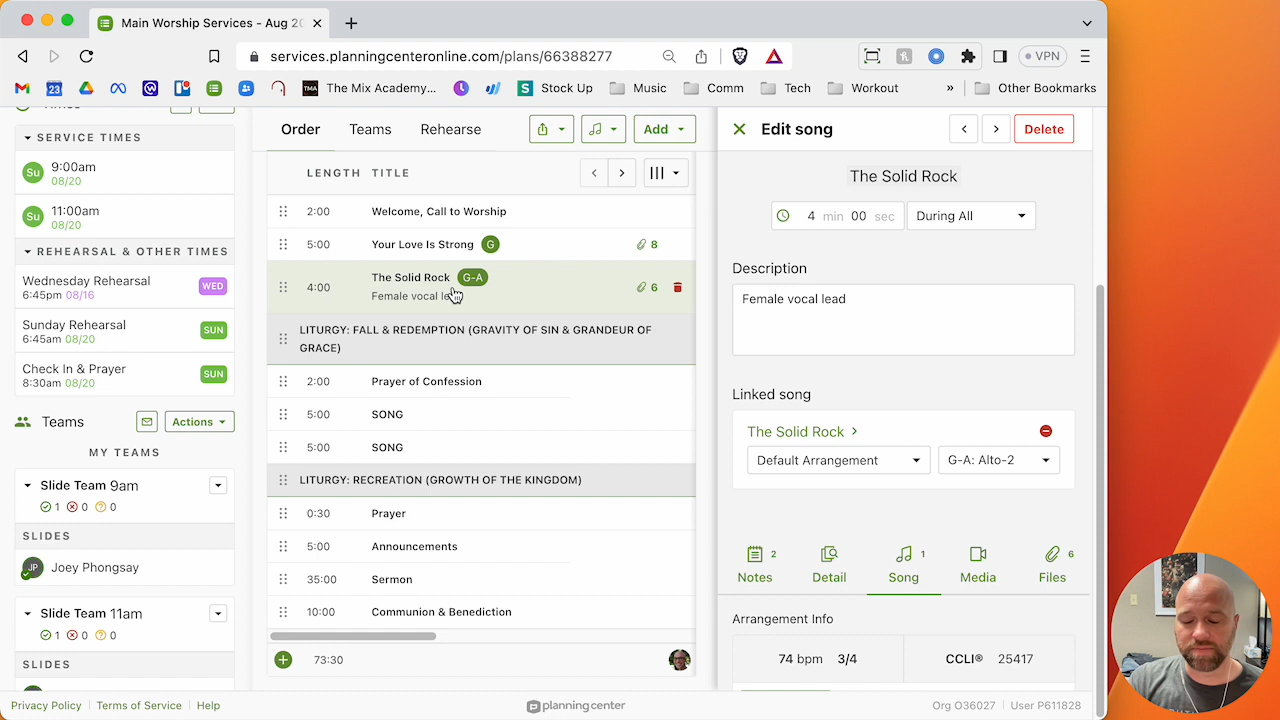 Main Worship Services - Aug 20
services.planningcenteronline.com/plans/66388277
VPN
23
The Mix Academy...
Stock Up
Music
Comm
Tech
Workout
»
Other Bookmarks
SERVICE TIMES
Su
9:00am
08/20
Su
11:00am
08/20
REHEARSAL & OTHER TIMES
Wednesday Rehearsal
6:45pm 08/16
WED
Sunday Rehearsal
6:45am 08/20
SUN
Check In & Prayer
8:30am 08/20
SUN
Teams
Actions
MY TEAMS
Slide Team 9am
1 0 0
SLIDES
JP
Joey Phongsay
Slide Team 11am
1 0 0
SLIDES
Order
Teams
Rehearse
Add
LENGTH TITLE
2:00 Welcome, Call to Worship
5:00 Your Love Is Strong G 8
4:00 The Solid Rock G-A 6
Female vocal
LITURGY: FALL & REDEMPTION (GRAVITY OF SIN & GRANDEUR OF
GRACE)
2:00 Prayer of Confession
5:00 SONG
5:00 SONG
LITURGY: RECREATION (GROWTH OF THE KINGDOM)
0:30 Prayer
5:00 Announcements
35:00 Sermon
10:00 Communion & Benediction
73:30
Edit song
Delete
The Solid Rock
4 min 00 sec
During All
Description
Female vocal lead
Linked song
The Solid Rock
Default Arrangement
G-A: Alto-2
Notes 2
Detail
Song 1
Media
Files 6
Arrangement Info
74 bpm 3/4
CCLI® 25417
Privacy Policy
Terms of Service
Help
planning center
Org O36027
User P611828